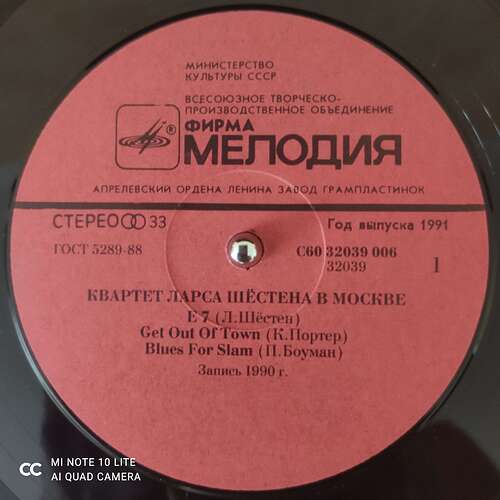 МИНИСТЕРСТВО
КУЛЬТУРЫ СССР
ВСЕСОЮЗНОЕ ТВОРЧЕСКО-
ПРОИЗВОДСТВЕННОЕ ОБЪЕДИНЕНИЕ
® ФИРМА
МЕЛОДИЯ
АПРЕЛЕВСКИЙ ОРДЕНА ЛЕНИНА ЗАВОД ГРАМПЛАСТИНОК
СТЕРЕО 33
Год выпуска 1991
ГОСТ 5289-88
С60 32039 006
32039
1
КВАРТЕТ ЛАРСА ШЁСТЕНА В МОСКВЕ
E 7 (Л.Шёстен)
Get Out Of Town (К.Портер)
Blues For Slam (П.Боуман)
Запись 1990 г.
CC MI NOTE 10 LITE
AI QUAD CAMERA